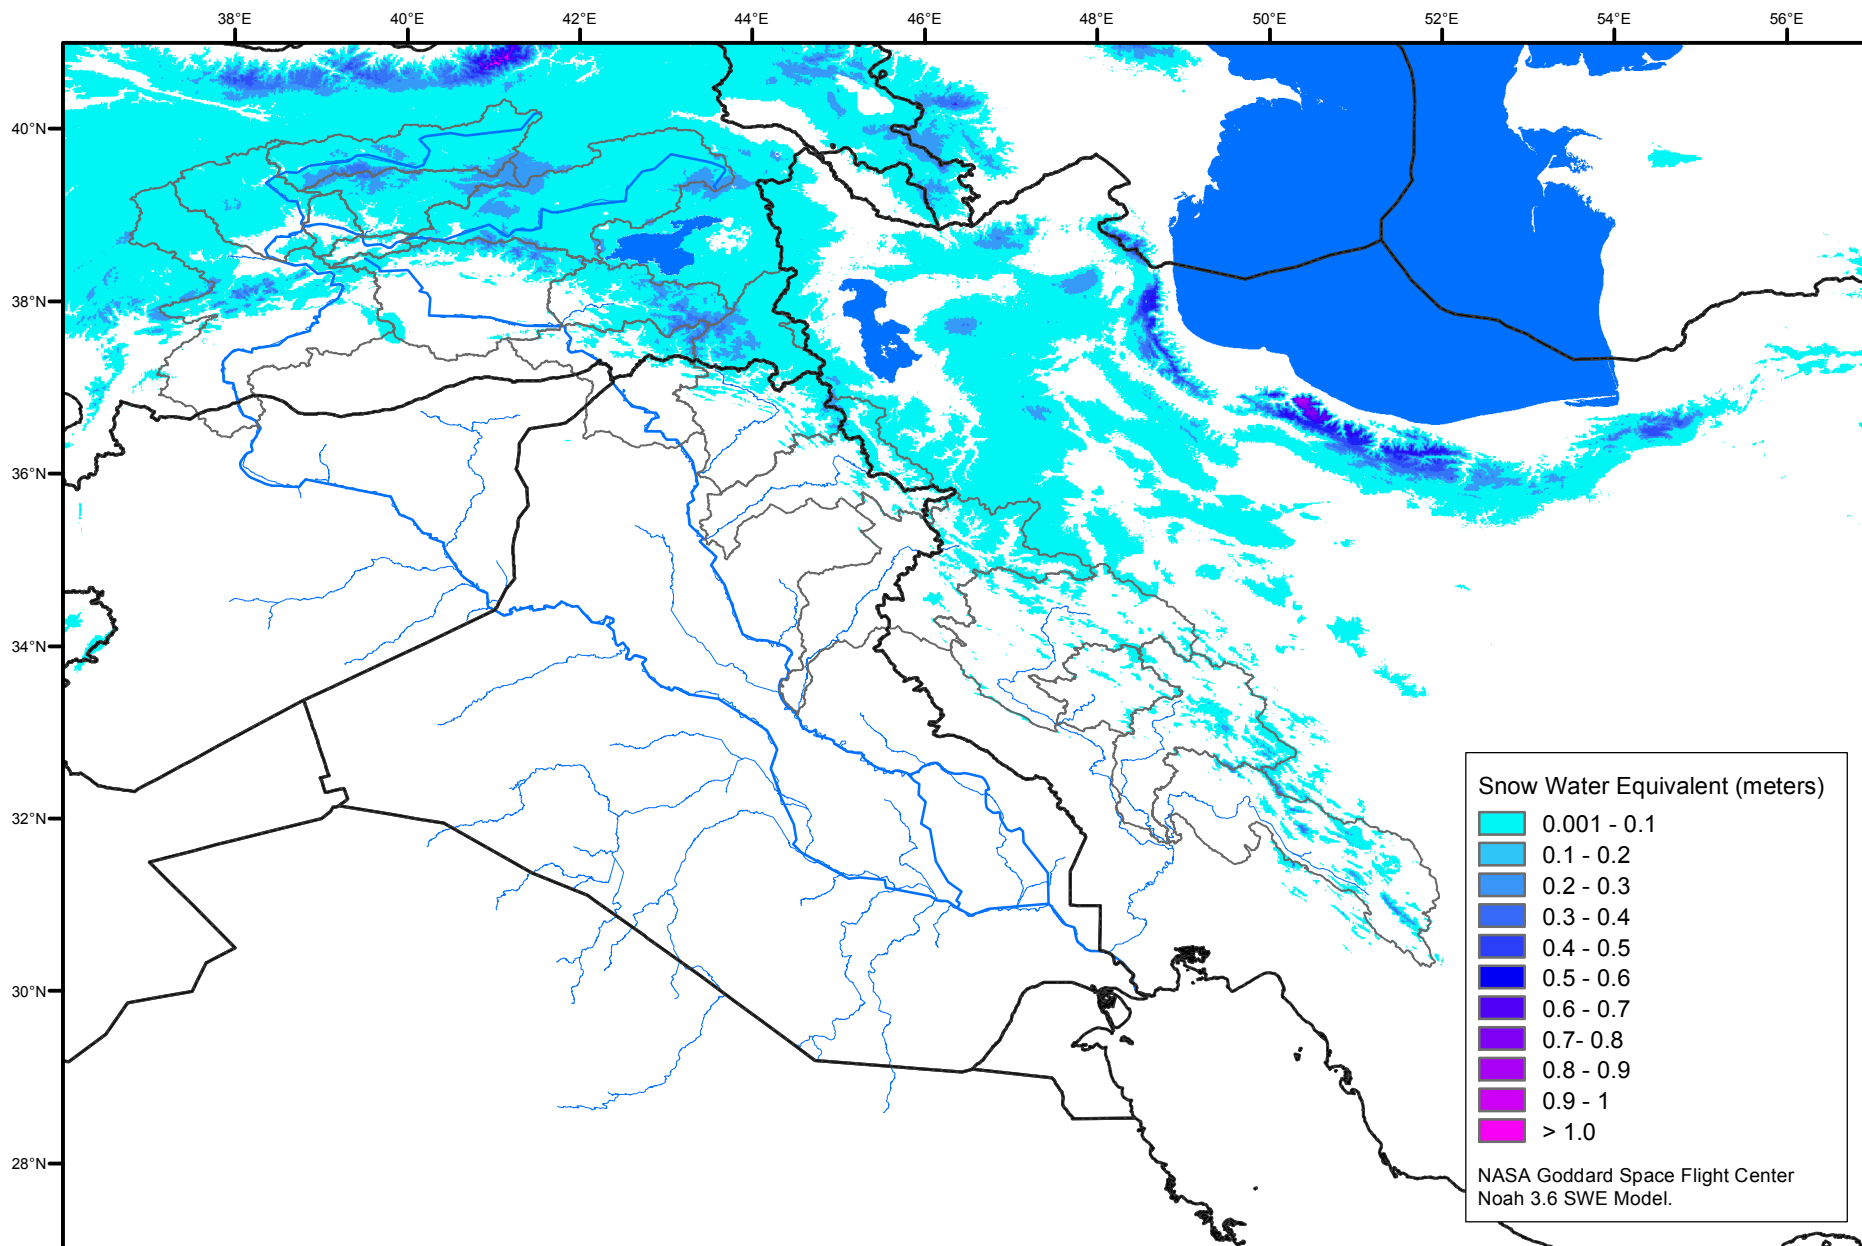 38°E 40°E 42°E 44°E 46°E 48°E 50°E 52°E 54°E 56°E
40°N
38°N
36°N
34°N
32°N
30°N
28°N
Snow Water Equivalent (meters)
0.001 - 0.1
0.1 - 0.2
0.2 - 0.3
0.3 - 0.4
0.4 - 0.5
0.5 - 0.6
0.6 - 0.7
0.7- 0.8
0.8 - 0.9
0.9 - 1
> 1.0
NASA Goddard Space Flight Center
Noah 3.6 SWE Model.